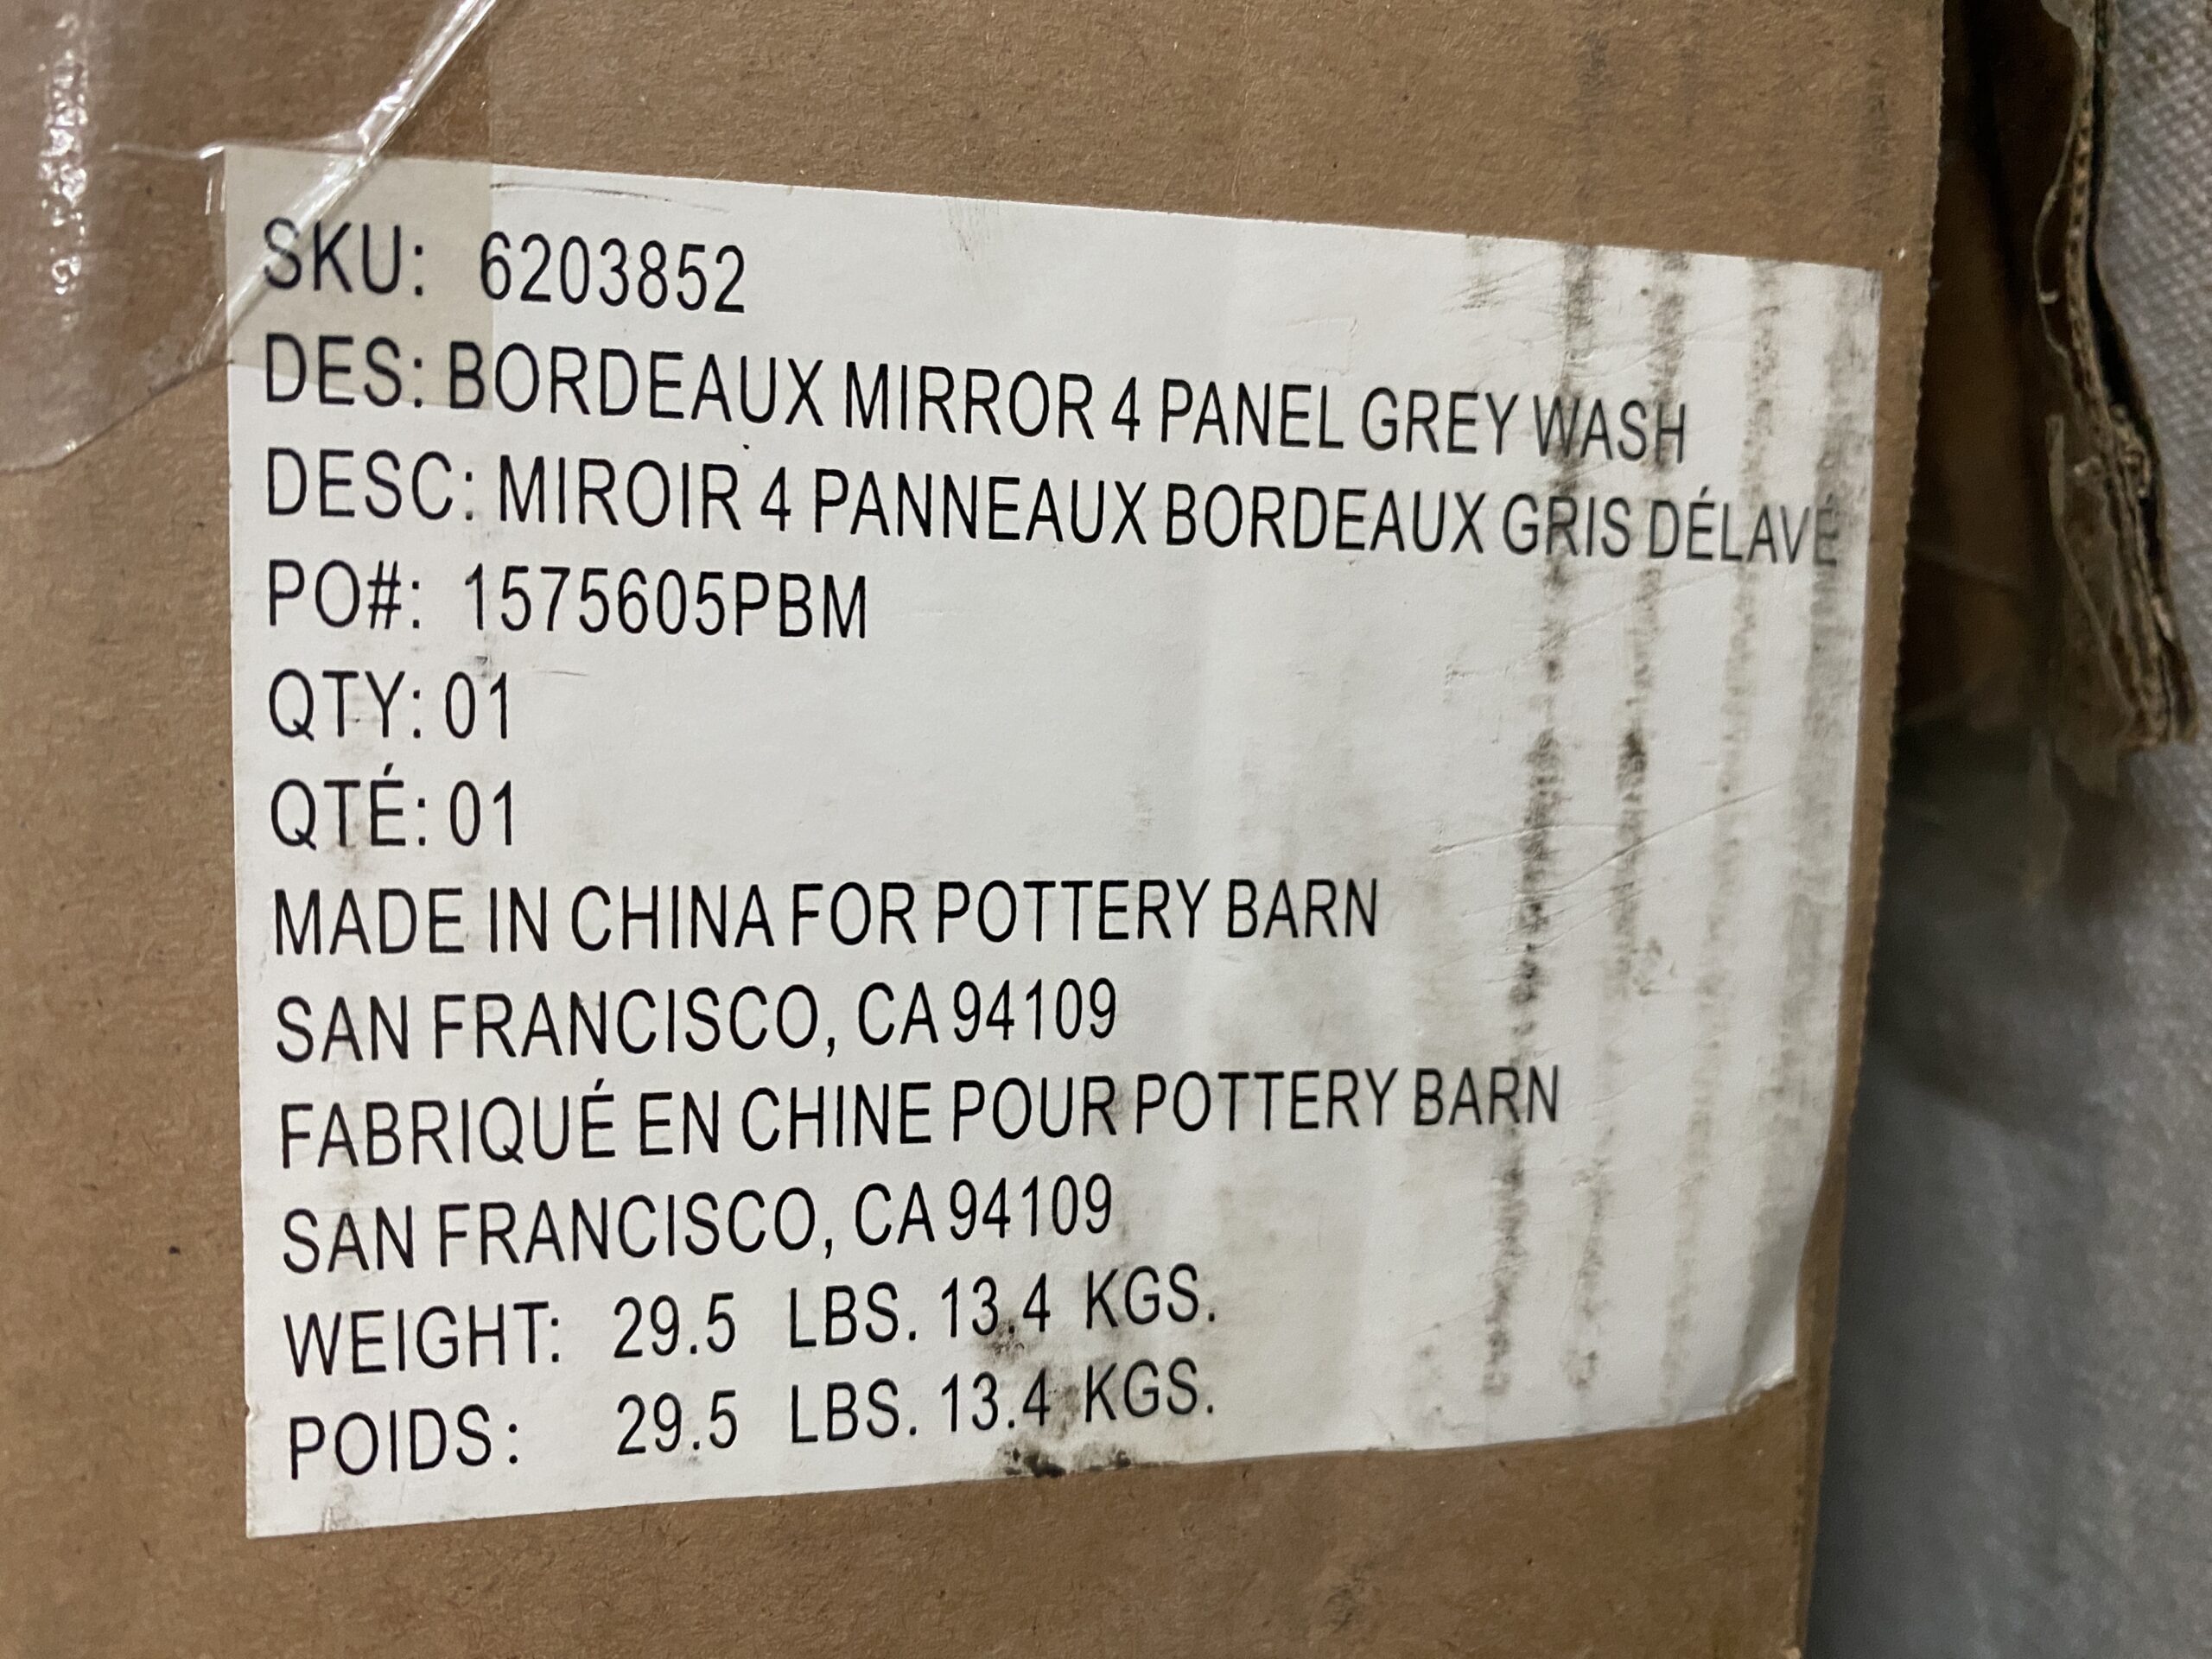 SKU: 6203852
DES: BORDEAUX MIRROR 4 PANEL GREY WASH
DESC: MIROIR 4 PANNEAUX BORDEAUX GRIS DÉLAVÉ
PO#: 1575605PBM
QTY: 01
QTÉ: 01
MADE IN CHINA FOR POTTERY BARN
SAN FRANCISCO, CA 94109
FABRIQUÉ EN CHINE POUR POTTERY BARN
SAN FRANCISCO, CA 94109
WEIGHT: 29.5 LBS. 13.4 KGS.
POIDS: 29.5 LBS. 13.4 KGS.